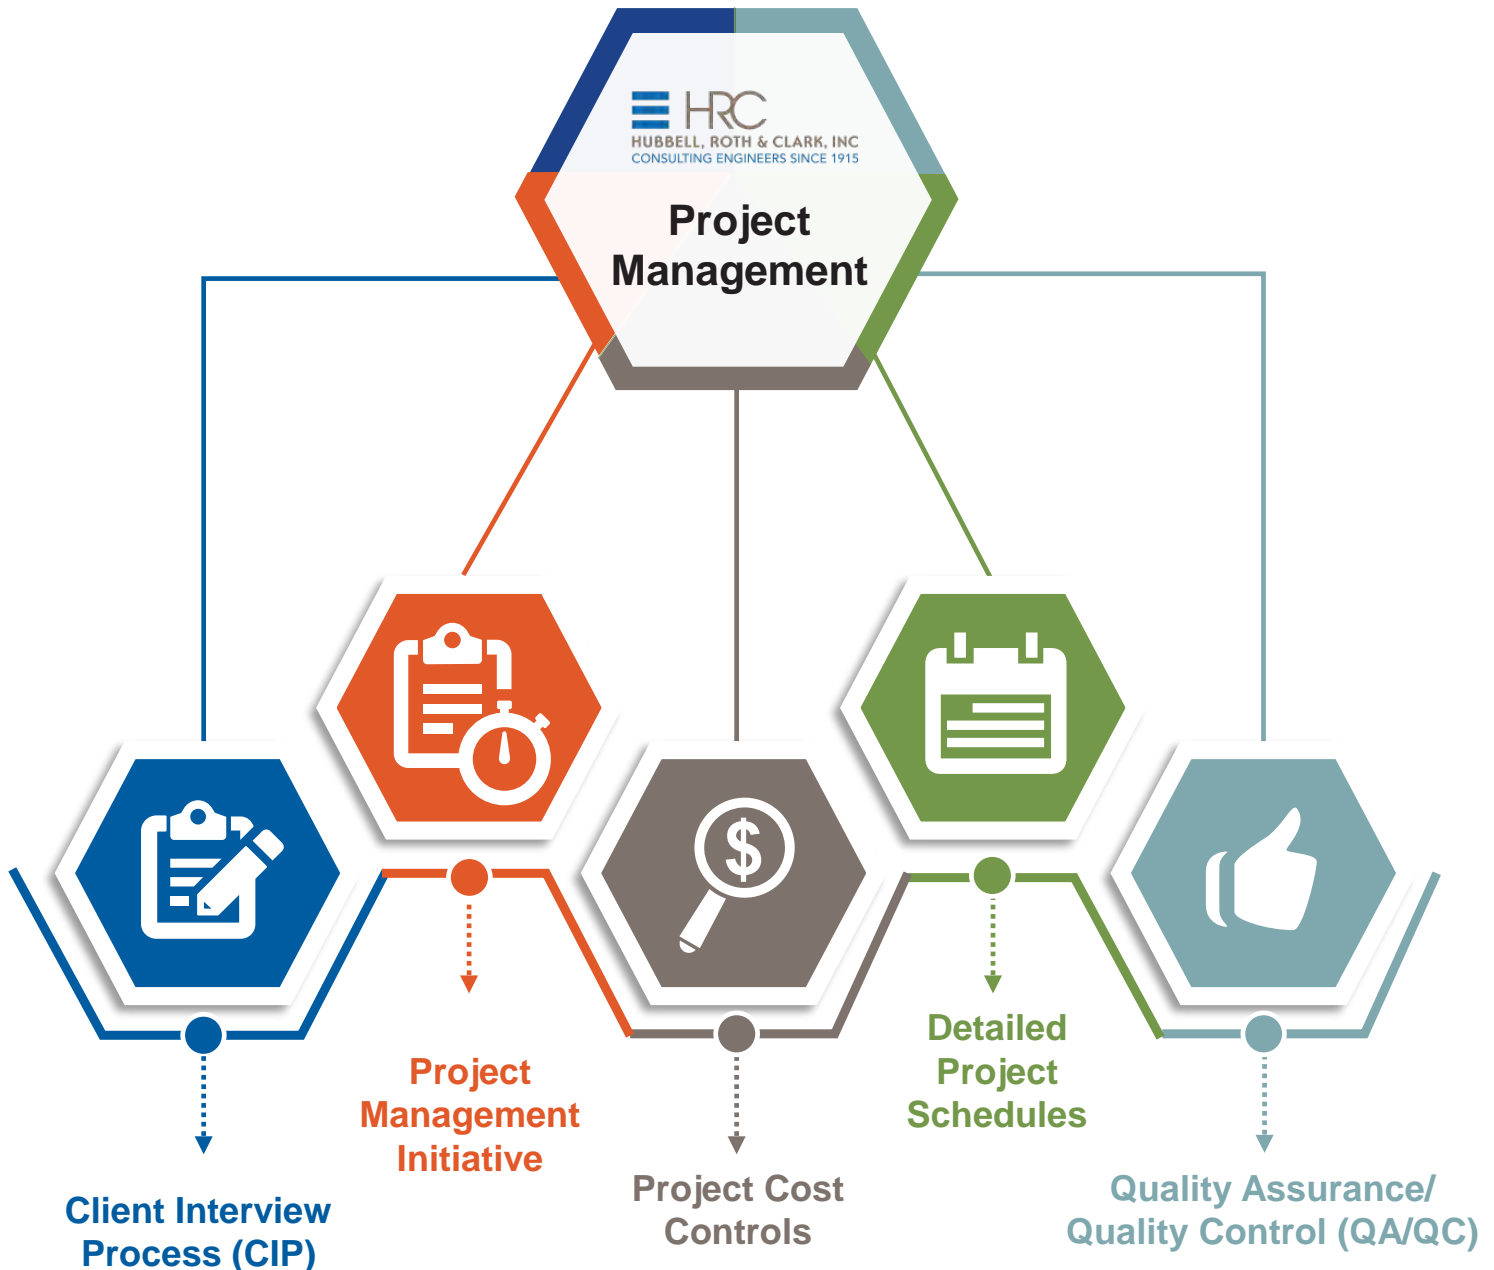 HRC
HUBBELL, ROTH & CLARK, INC
CONSULTING ENGINEERS SINCE 1915
Project
Management
$
Client Interview
Process (CIP)
Project
Management
Initiative
Project Cost
Controls
Detailed
Project
Schedules
Quality Assurance/
Quality Control (QA/QC)